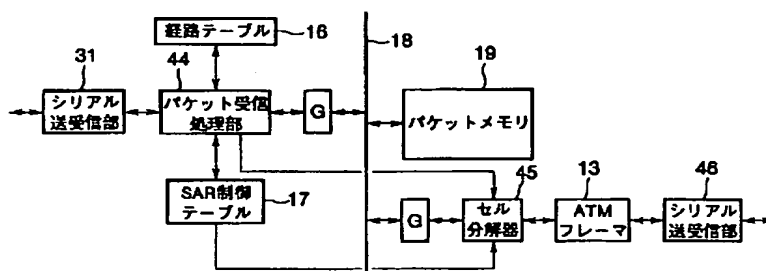 経路テーブル
16
18
31
44
19
シリアル
送受信部
パケット受信
処理部
G
パケットメモリ
SAR制御
テーブル
17
45
13
46
G
セル
分解器
ATM
フレーマ
シリアル
送受信部